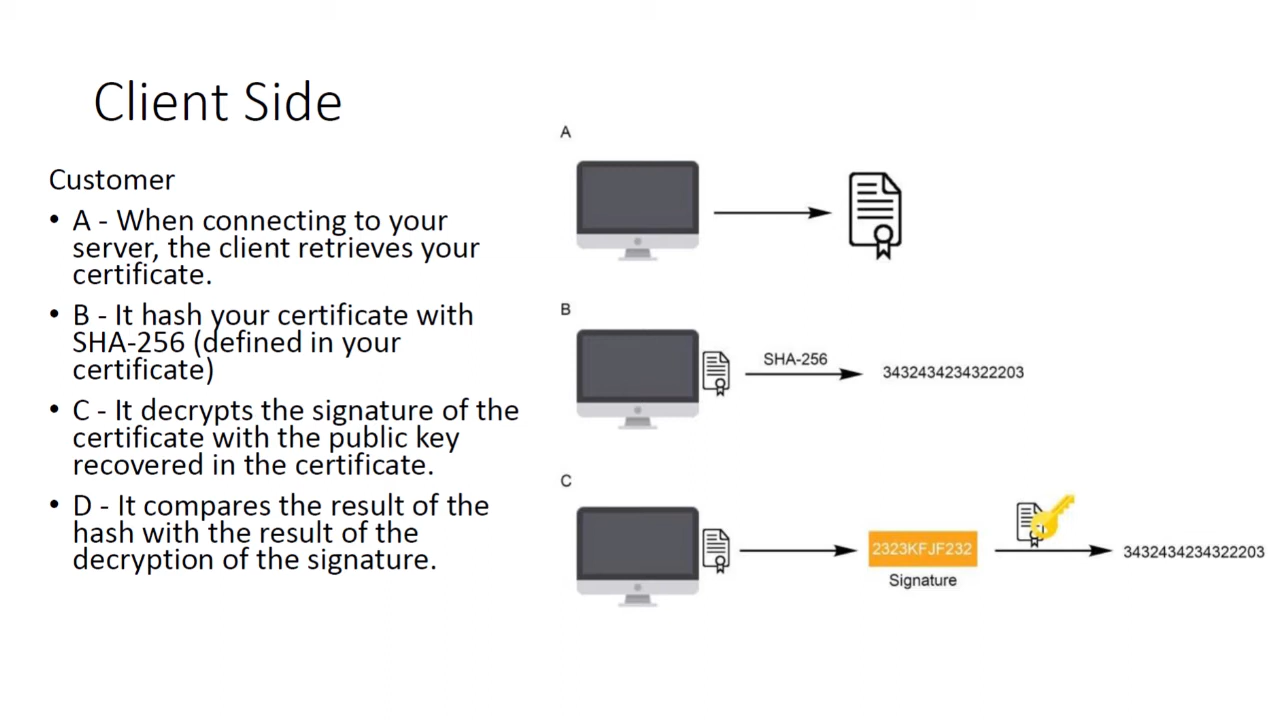 Client Side
Customer
• A - When connecting to your
server, the client retrieves your
certificate.
• B - It hash your certificate with
SHA-256 (defined in your
certificate)
• C - It decrypts the signature of the
certificate with the public key
recovered in the certificate.
• D - It compares the result of the
hash with the result of the
decryption of the signature.
A
B
SHA-256
3432434234322203
C
2323KFJF232
Signature
3432434234322203